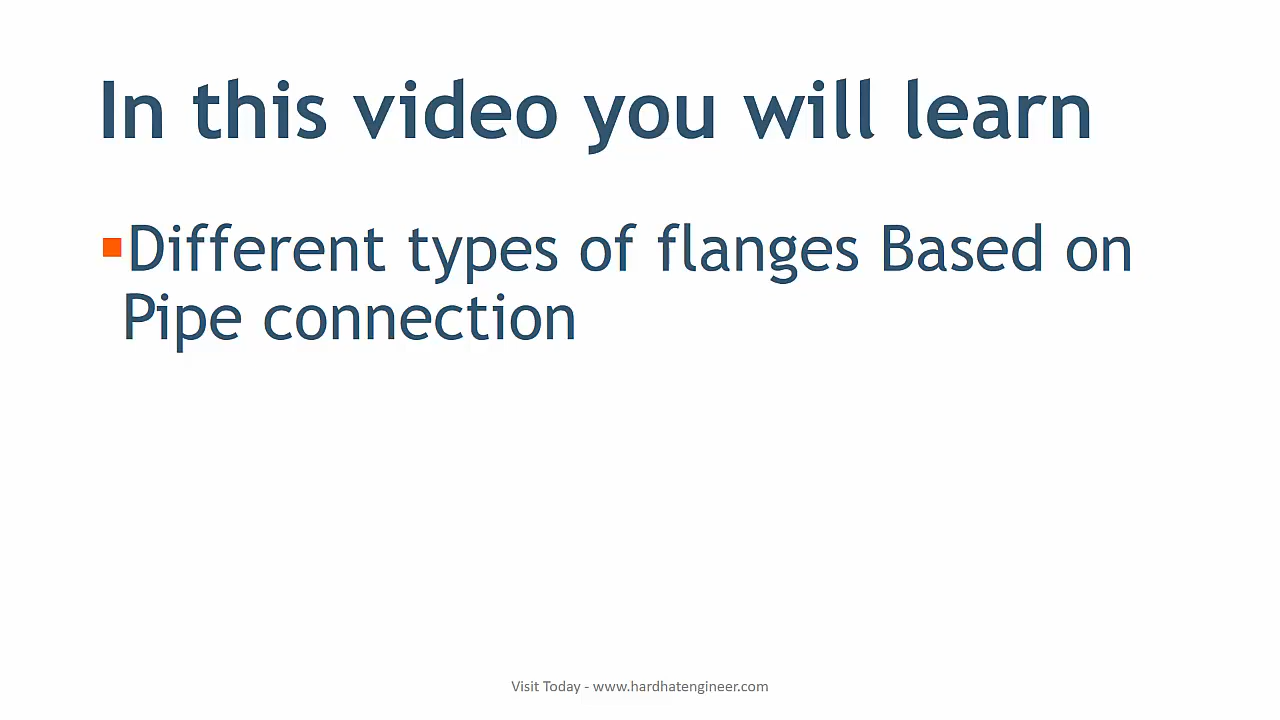 In this video you will learn
▪Different types of flanges Based on
Pipe connection
Visit Today - www.hardhatengineer.com